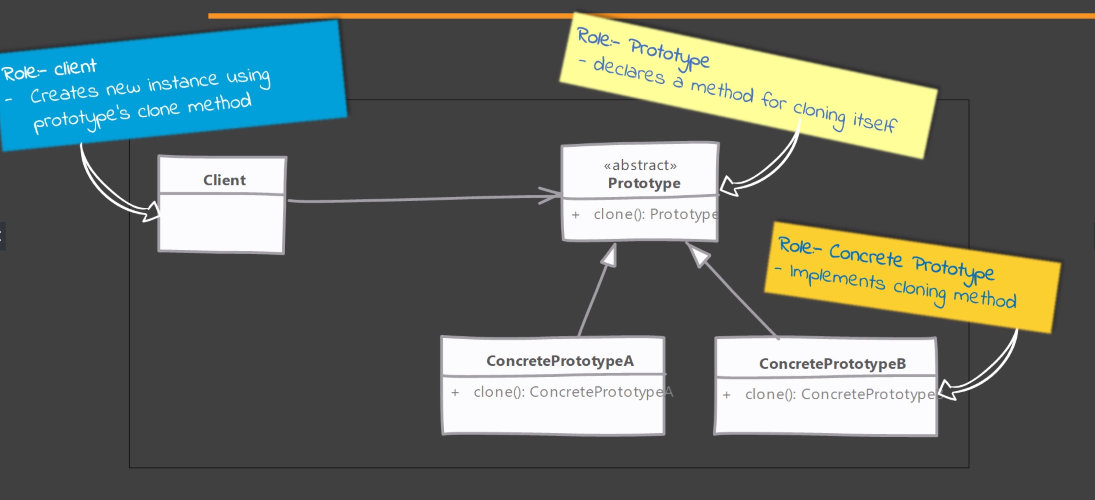 Role:- client
- Creates new instance using
prototype's clone method
Role:- Prototype
- declares a method for cloning itself
Client
«abstract»
Prototype
+ clone(): Prototype
Role:- Concrete Prototype
- Implements cloning method
ConcretePrototypeA
+ clone(): ConcretePrototypeA
ConcretePrototypeB
+ clone(): ConcretePrototype